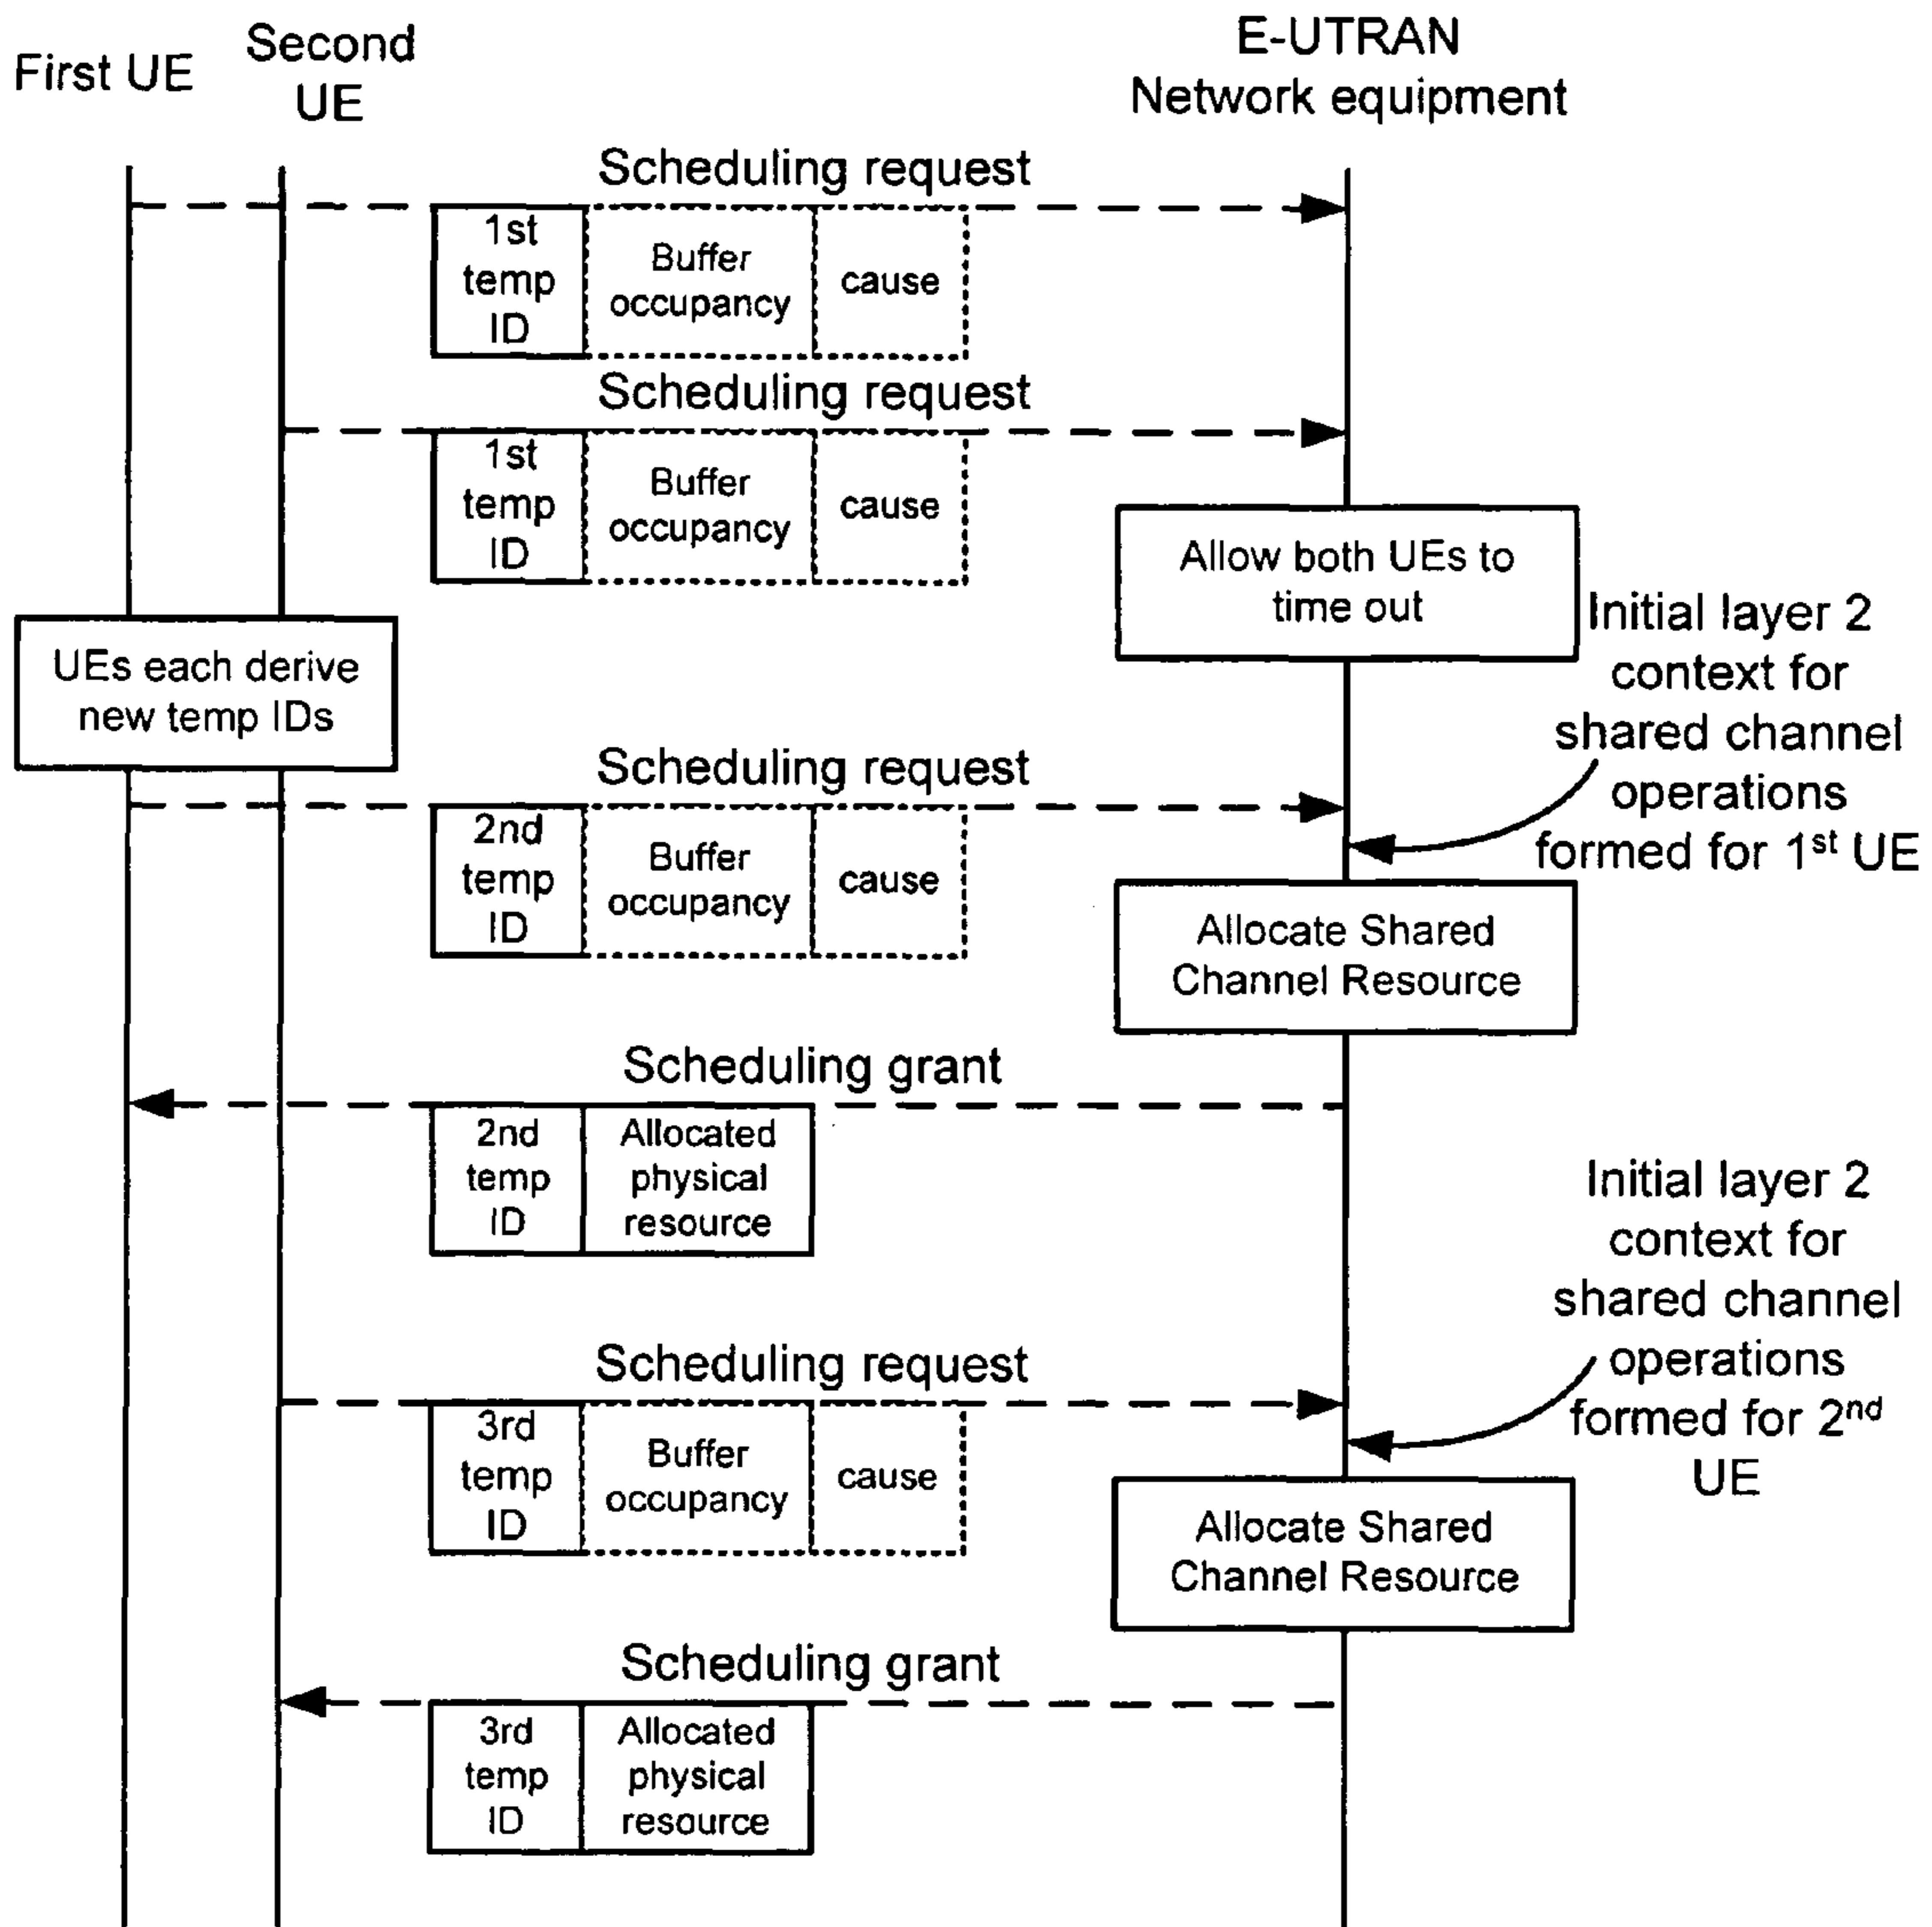 First UE
Second
UE
E-UTRAN
Network equipment
Scheduling request
1st
temp
ID
Buffer
occupancy
cause
Scheduling request
1st
temp
ID
Buffer
occupancy
cause
Allow both UEs to
time out
UEs each derive
new temp IDs
Initial layer 2
context for
shared channel
operations
formed for 1st UE
Scheduling request
2nd
temp
ID
Buffer
occupancy
cause
Allocate Shared
Channel Resource
Scheduling grant
2nd
temp
ID
Allocated
physical
resource
Initial layer 2
context for
shared channel
operations
formed for 2nd
UE
Scheduling request
3rd
temp
ID
Buffer
occupancy
cause
Allocate Shared
Channel Resource
Scheduling grant
3rd
temp
ID
Allocated
physical
resource